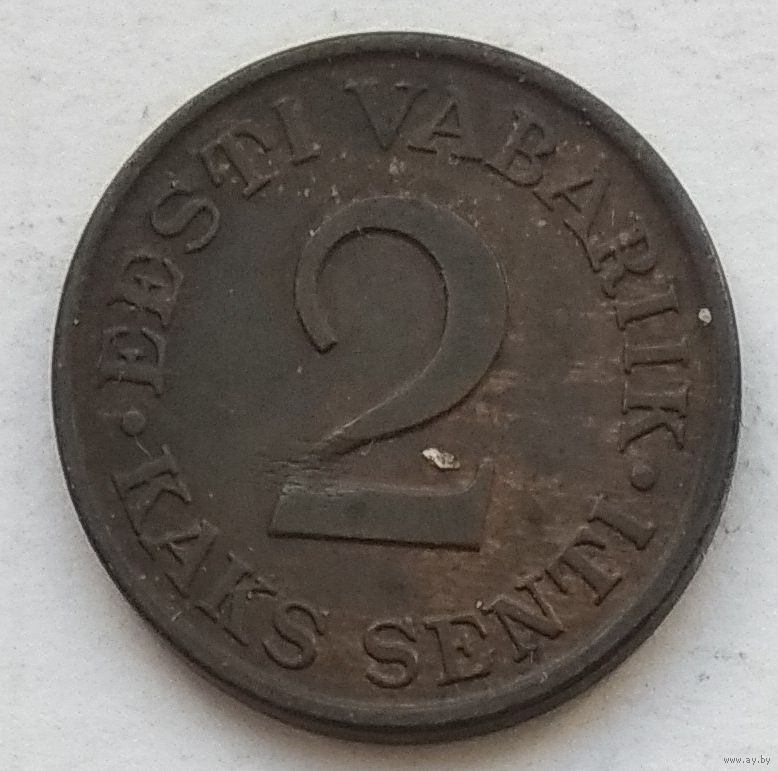 · EESTI VABARIIK ·
2
KAKS SENTI
www.ay.by